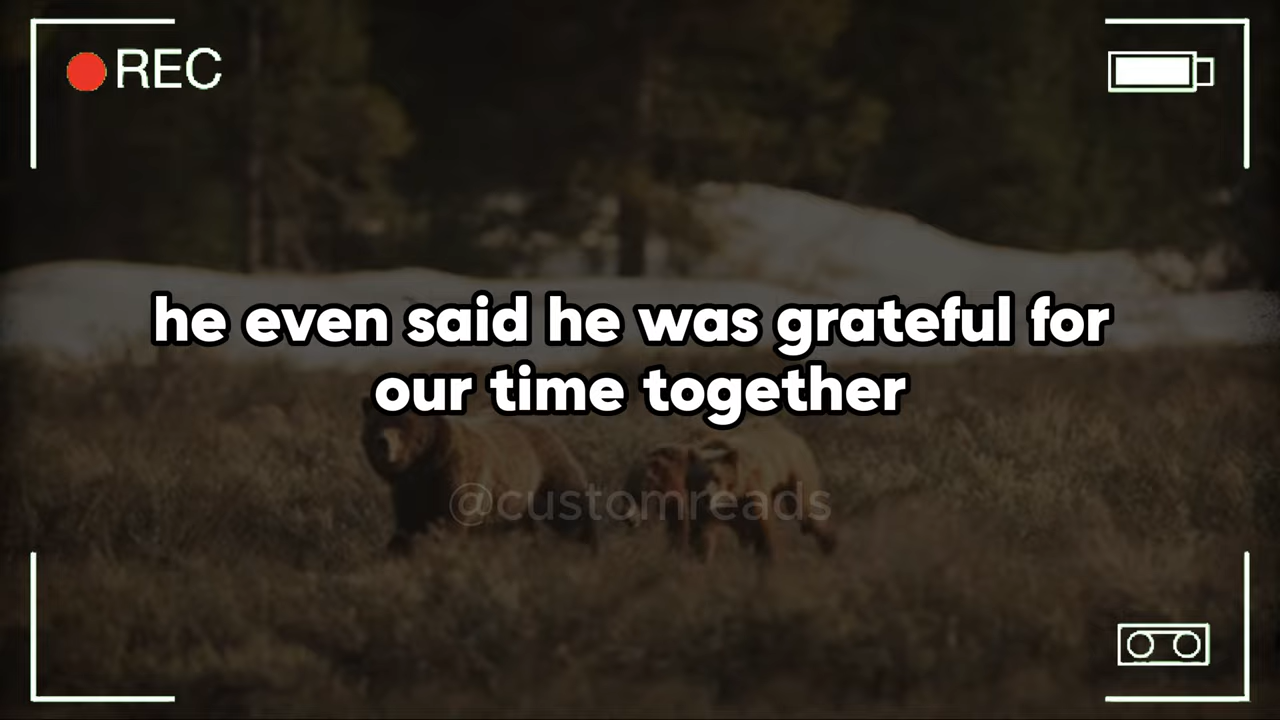 REC
he even said he was grateful for
our time together
@customreads